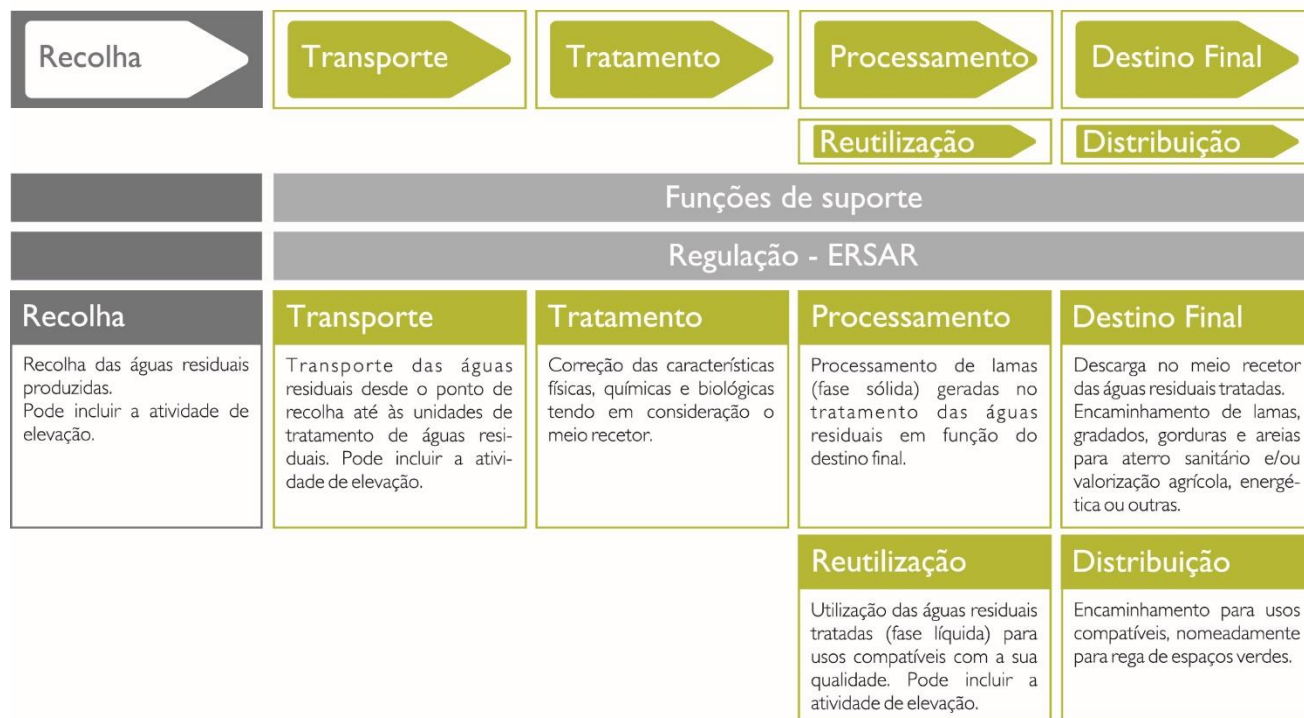 Recolha
Transporte
Tratamento
Processamento
Destino Final
Reutilização
Distribuição
Funções de suporte
Regulação - ERSAR
Recolha
Recolha das águas residuais
produzidas.
Pode incluir a atividade de
elevação.
Transporte
Transporte das águas
residuais desde o ponto de
recolha até às unidades de
tratamento de águas resi-
duais. Pode incluir a ativi-
dade de elevação.
Tratamento
Correção das características
físicas, químicas e biológicas
tendo em consideração o
meio recetor.
Processamento
Processamento de lamas
(fase sólida) geradas no
tratamento das águas
residuais em função do
destino final.
Destino Final
Descarga no meio recetor
das águas residuais tratadas.
Encaminhamento de lamas,
gradados, gorduras e areias
para aterro sanitário e/ou
valorização agrícola, energé-
tica ou outras.
Reutilização
Utilização das águas residuais
tratadas (fase líquida) para
usos compatíveis com a sua
qualidade. Pode incluir a
atividade de elevação.
Distribuição
Encaminhamento para usos
compatíveis, nomeadamente
para rega de espaços verdes.